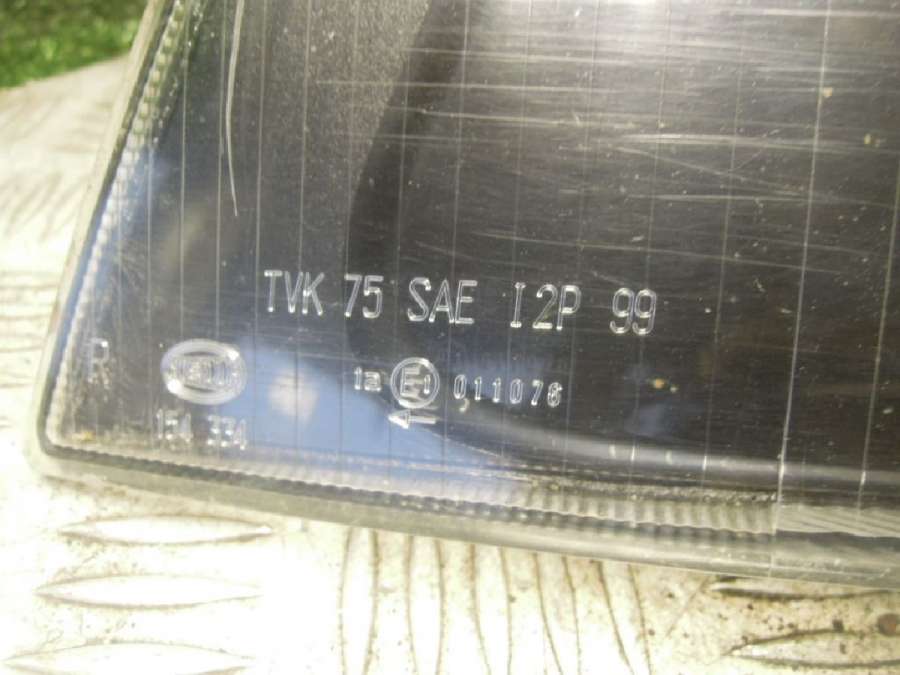 TVK 75 SAE I2P 99
R
HELLA
1a E1 011076
154 334